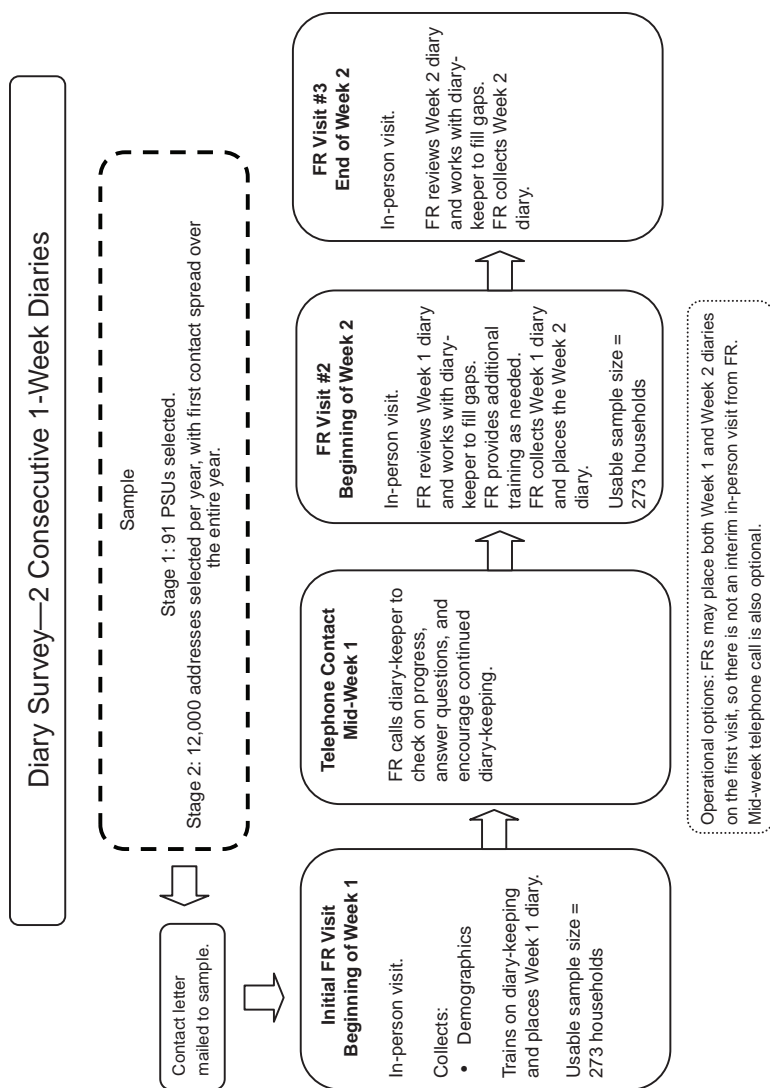 Diary Survey—2 Consecutive 1-Week Diaries
Sample
Stage 1: 91 PSUs selected.
Stage 2: 12,000 addresses selected per year, with first contact spread over
the entire year.
Contact letter
mailed to sample.
Initial FR Visit
Beginning of Week 1
In-person visit.
Collects:
• Demographics
Trains on diary-keeping
and places Week 1 diary.
Usable sample size =
273 households
Telephone Contact
Mid-Week 1
FR calls diary-keeper to
check on progress,
answer questions, and
encourage continued
diary-keeping.
FR Visit #2
Beginning of Week 2
In-person visit.
FR reviews Week 1 diary
and works with diary-
keeper to fill gaps.
FR provides additional
training as needed.
FR collects Week 1 diary
and places the Week 2
diary.
Usable sample size =
273 households
FR Visit #3
End of Week 2
In-person visit.
FR reviews Week 2 diary
and works with diary-
keeper to fill gaps.
FR collects Week 2
diary.
Operational options: FRs may place both Week 1 and Week 2 diaries
on the first visit, so there is not an interim in-person visit from FR.
Mid-week telephone call is also optional.